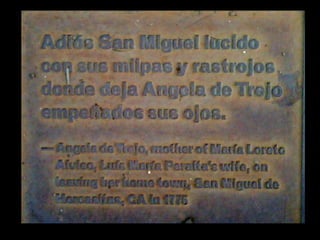 Adiós San Miguel lucido
con sus milpas y rastrojos
donde deja Angela de Trejo
empeñados sus ojos.
— Angela de Trejo, mother of María Loreto
Alviso, Luís María Peralta's wife, on
leaving her home town, San Miguel de
Horcasitas, CA in 1775